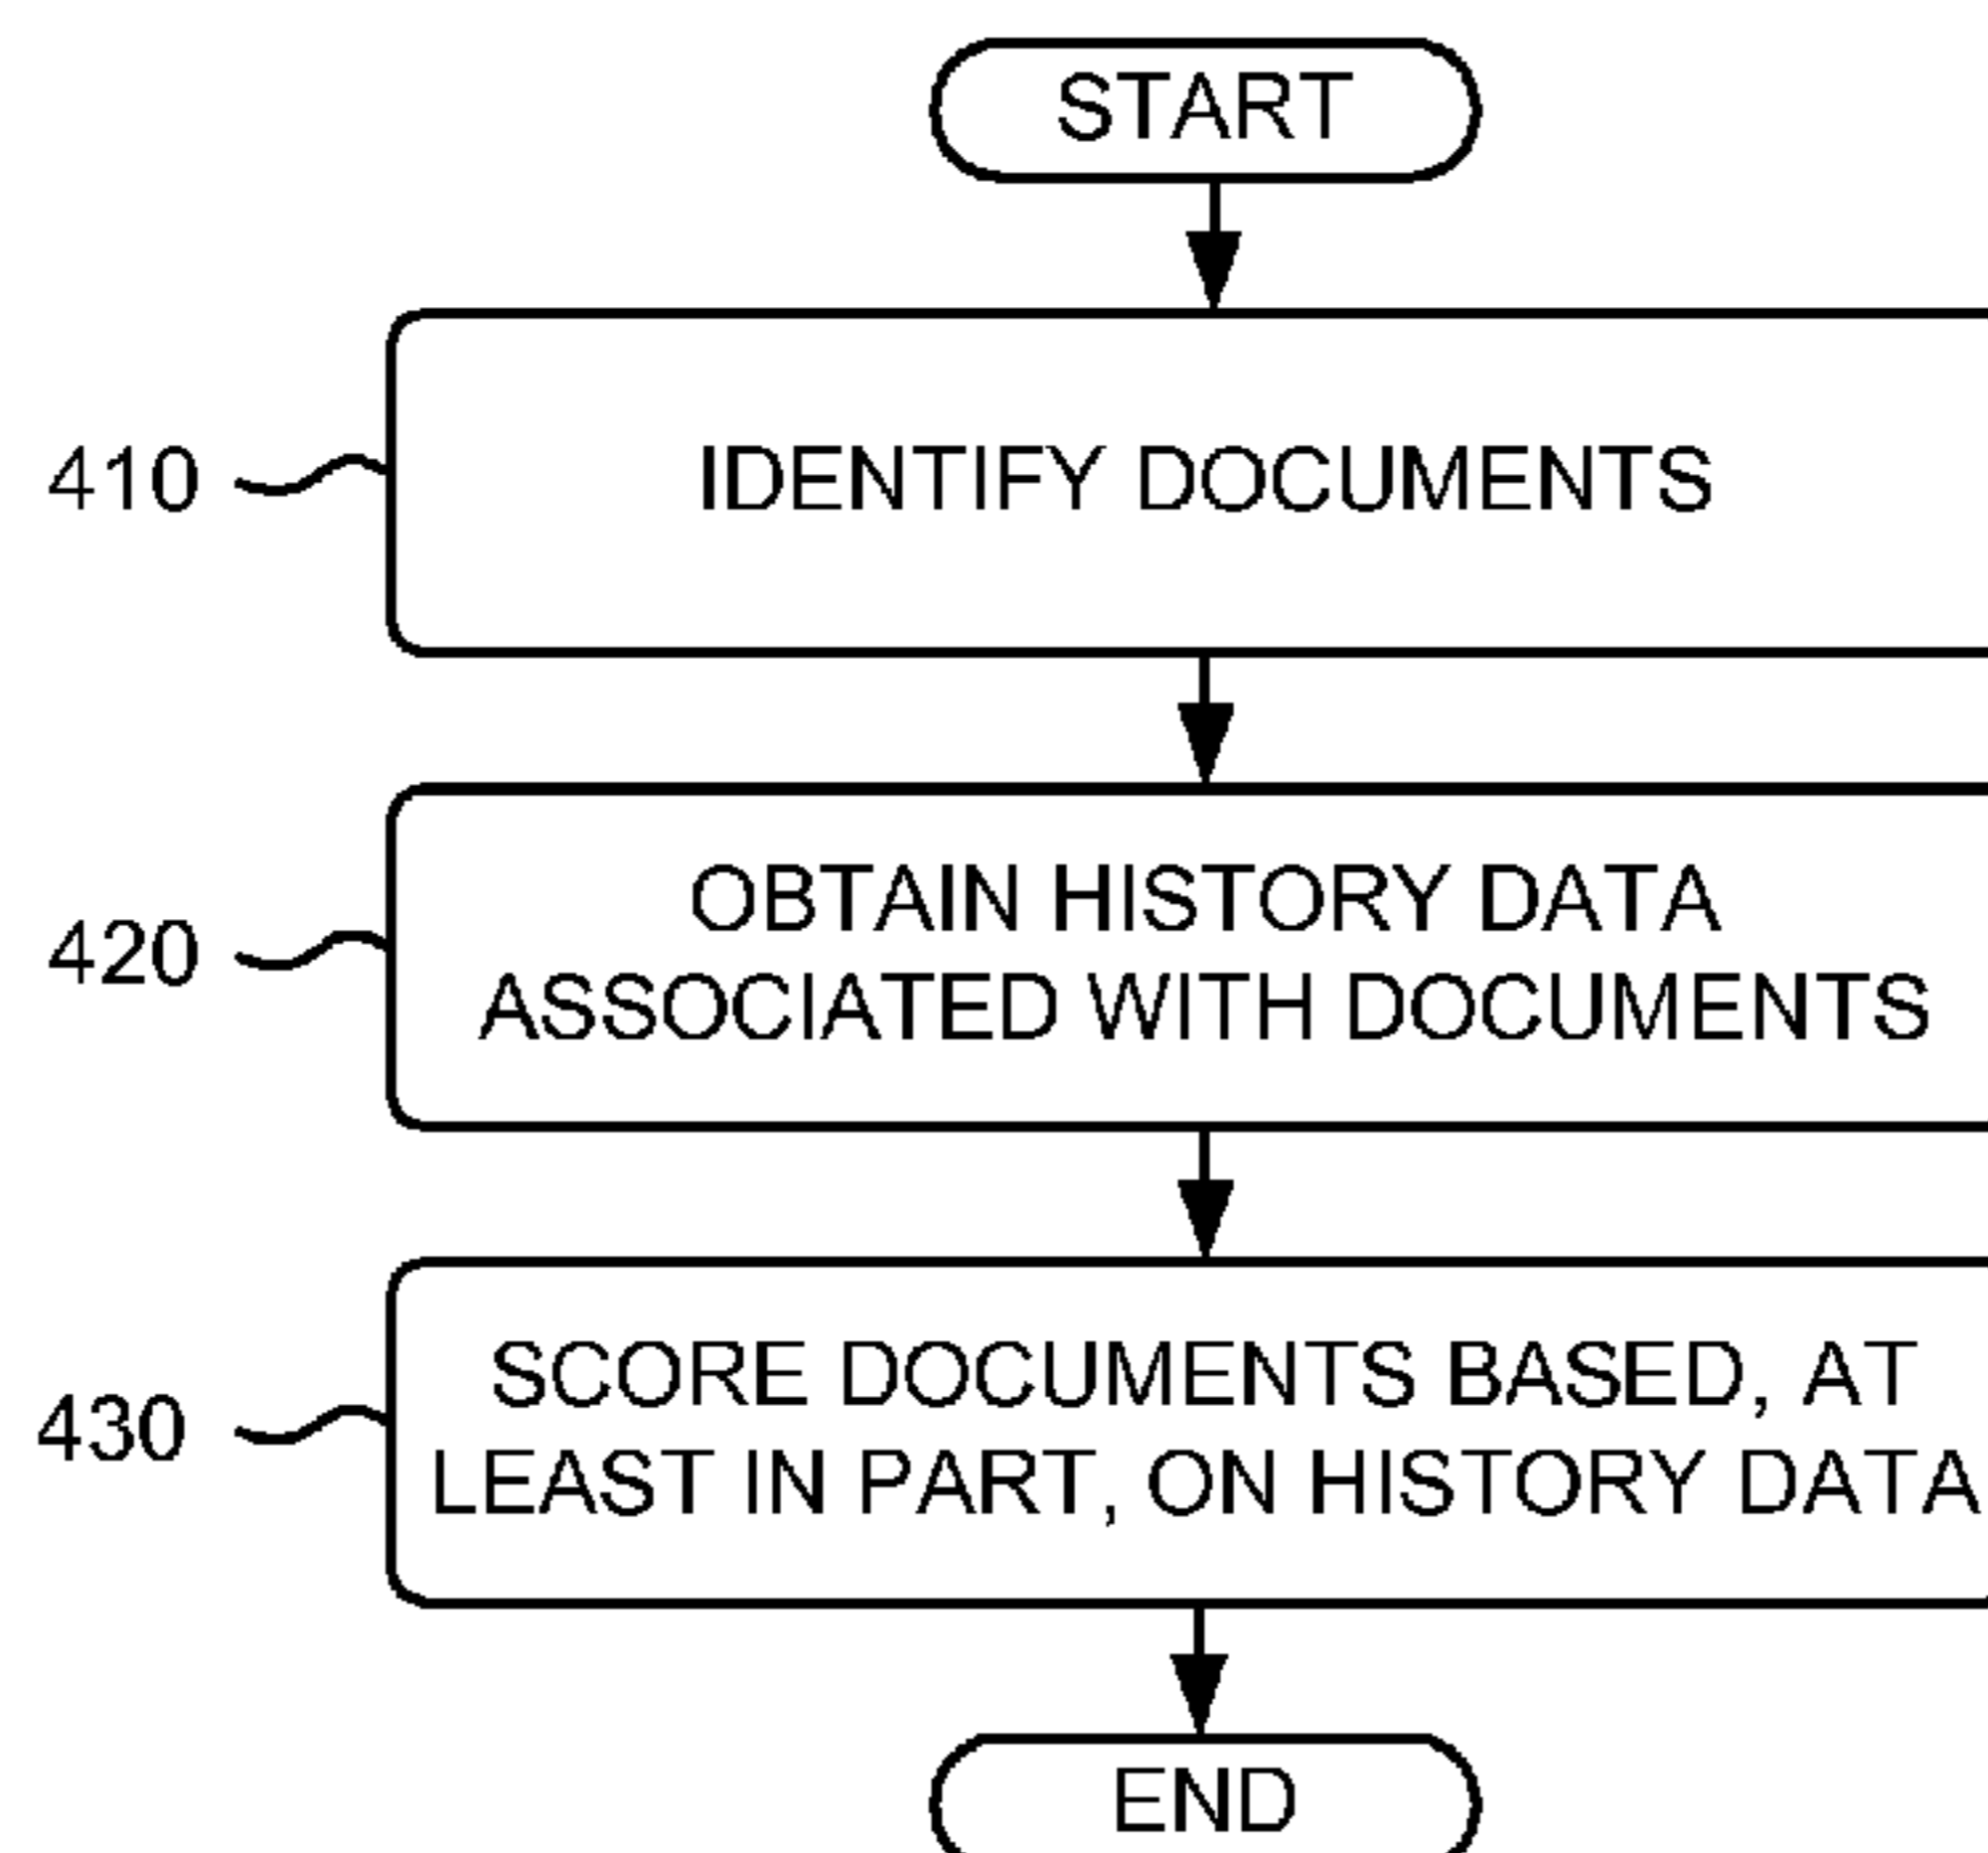 START
410
IDENTIFY DOCUMENTS
420
OBTAIN HISTORY DATA
ASSOCIATED WITH DOCUMENTS
430
SCORE DOCUMENTS BASED, AT
LEAST IN PART, ON HISTORY DATA
END